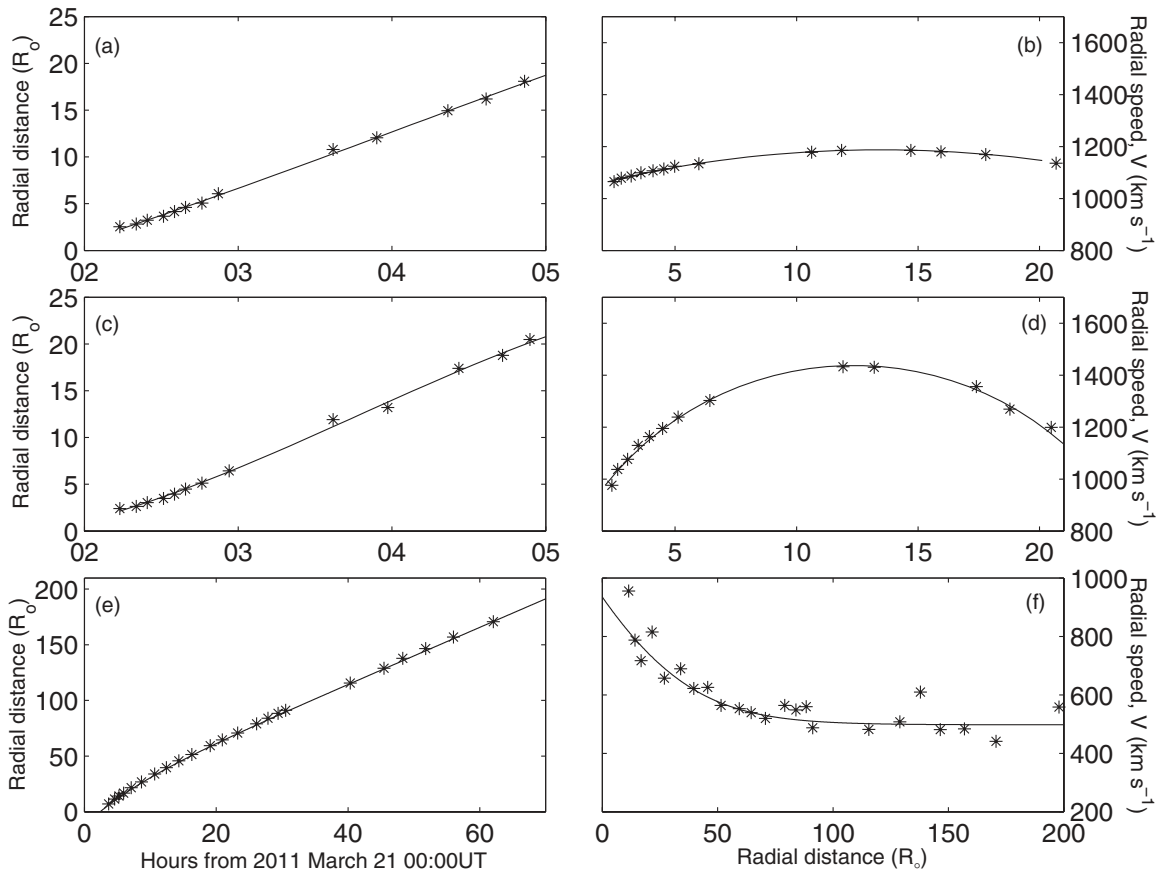 (a)
Radial distance (Ro)
25
20
15
10
5
0
02 03 04 05
(b)
Radial speed, V (km s−1)
1600
1400
1200
1000
800
5 10 15 20
(c)
Radial distance (Ro)
25
20
15
10
5
0
02 03 04 05
(d)
Radial speed, V (km s−1)
1600
1400
1200
1000
800
5 10 15 20
(e)
Radial distance (Ro)
200
150
100
50
0
0 20 40 60
Hours from 2011 March 21 00:00UT
(f)
Radial speed, V (km s−1)
1000
800
600
400
200
0 50 100 150 200
Radial distance (R○)